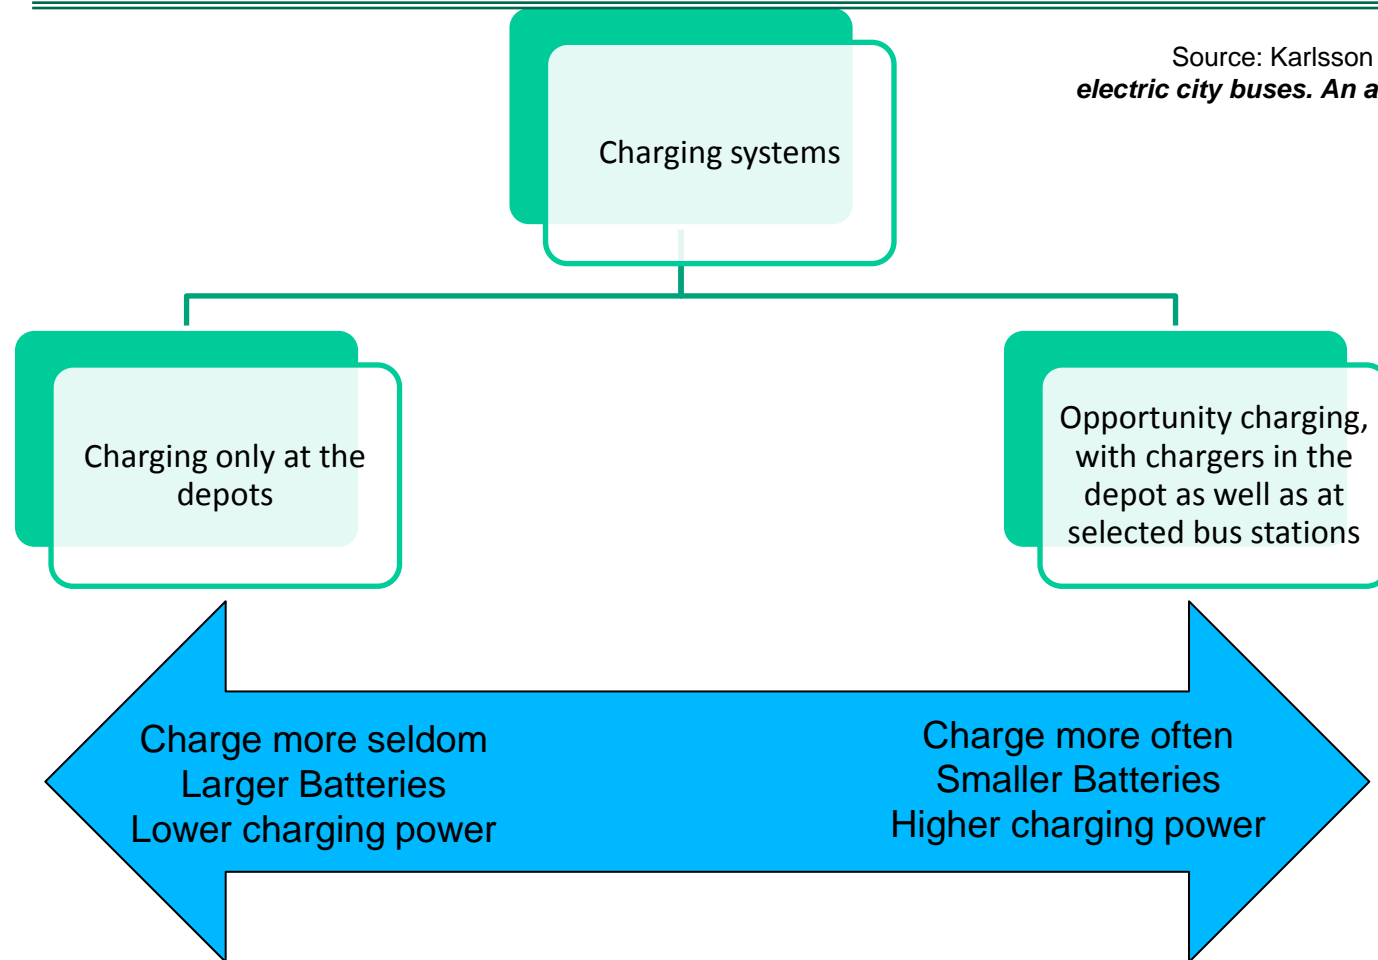 Source: Karlsson
electric city buses. An a
Charging systems
Charging only at the
depots
Opportunity charging,
with chargers in the
depot as well as at
selected bus stations
Charge more seldom
Larger Batteries
Lower charging power
Charge more often
Smaller Batteries
Higher charging power